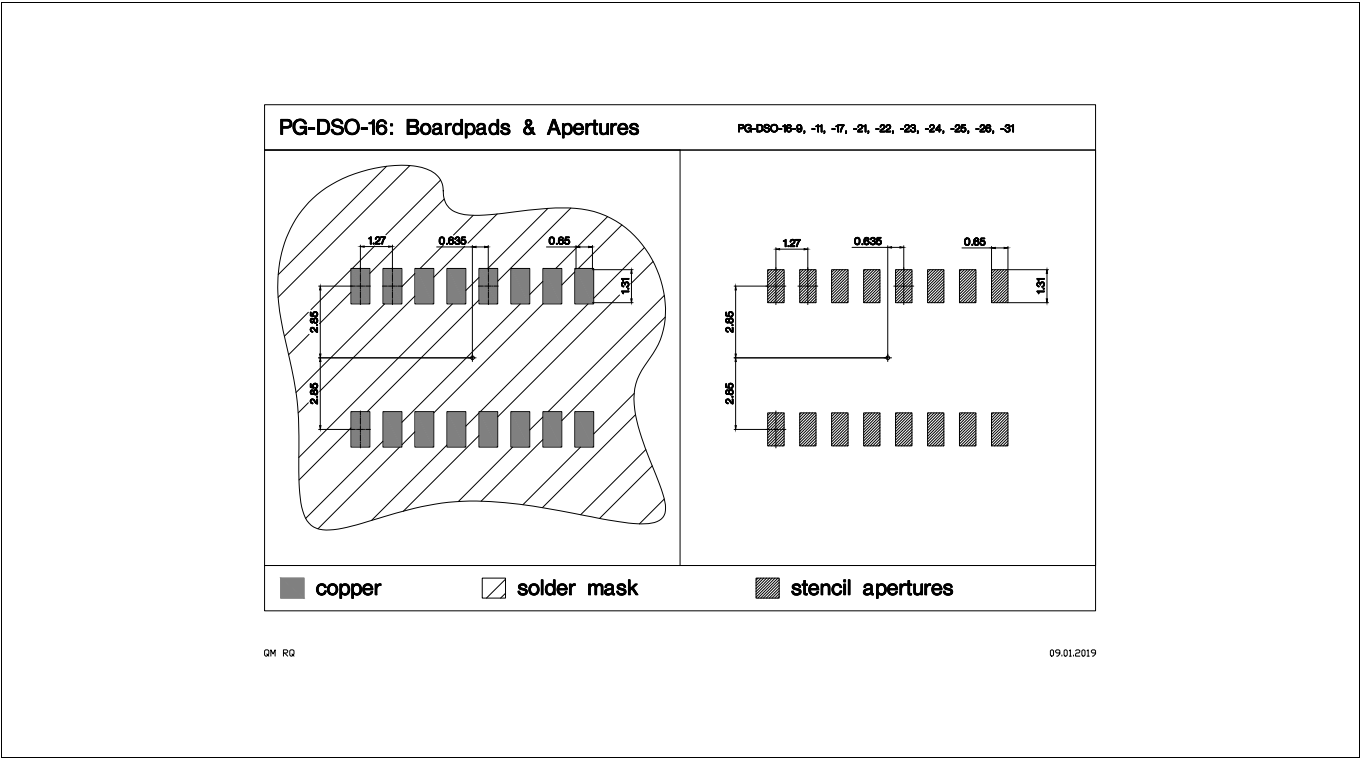 PG-DSO-16: Boardpads & Apertures
PG-DSO-16-9, -11, -17, -21, -22, -23, -24, -25, -26, -31
1.27
0.635
0.65
1.31
2.85
2.85
1.27
0.635
0.65
1.31
2.85
2.85
copper
solder mask
stencil apertures
QM RQ
09.01.2019